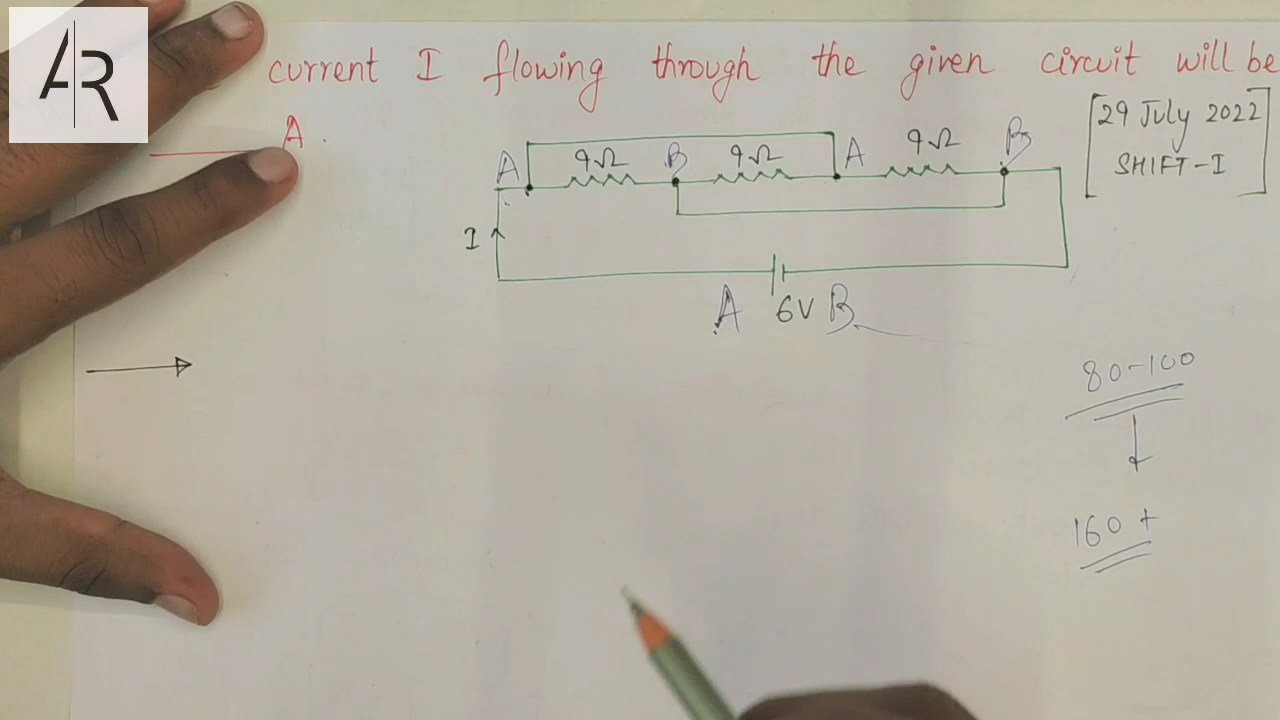 AR
current I flowing through the given circuit will be
A.
[29 July 2022
SHIFT-I]
A 9Ω B 9Ω A 9Ω B
I
A 6V B
80-100
160+